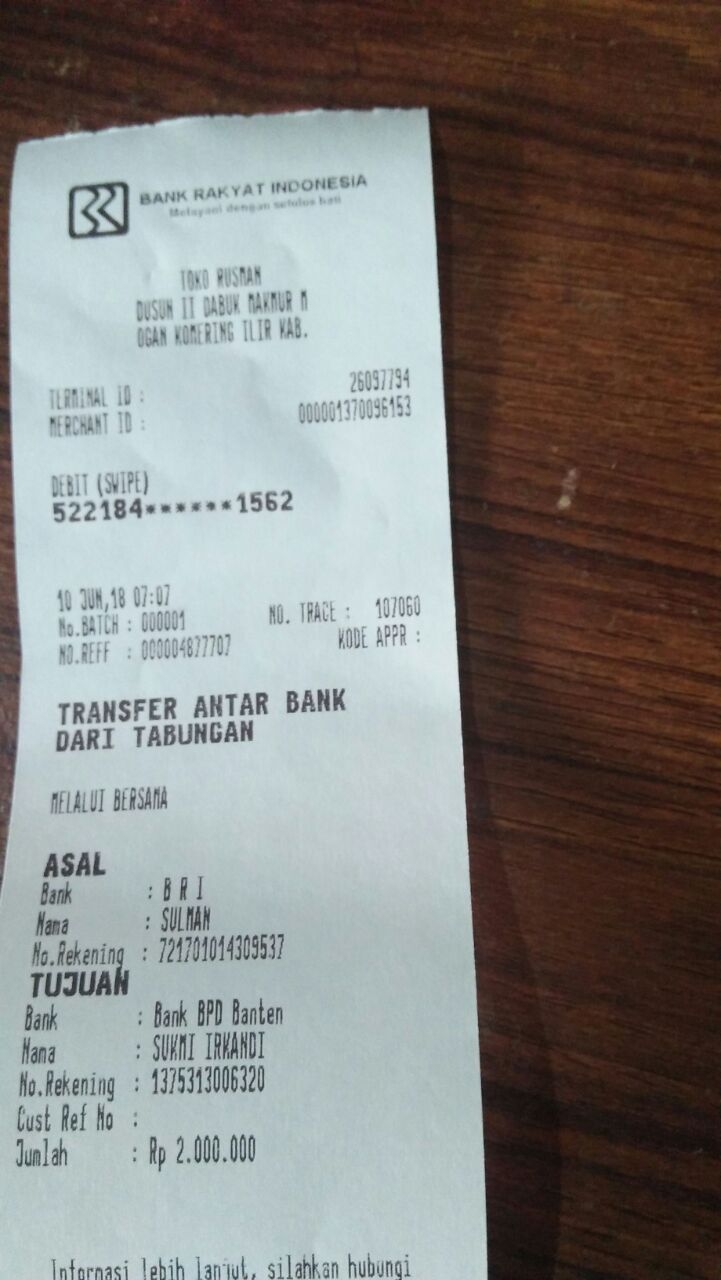 BANK RAKYAT INDONESIA
Melayani dengan setulus hati
TOKO RUSMAN
DUSUN II DABUK MAKMUR M
OGAN KOMERING ILIR KAB.
TERMINAL ID : 26097794
MERCHANT ID : 000001370096153
DEBIT (SWIPE)
522184******1562
10 JUN,18 07:07
No.BATCH : 000001 NO. TRACE : 107060
NO.REFF : 000004877707 KODE APPR :
TRANSFER ANTAR BANK
DARI TABUNGAN
MELALUI BERSAMA
ASAL
Bank : B R I
Nama : SULMAN
No.Rekening : 721701014309537
TUJUAN
Bank : Bank BPD Banten
Nama : SUKMI IRKANDI
No.Rekening : 1375313006320
Cust Ref No :
Jumlah : Rp 2.000.000
Informasi lebih lanjut, silahkan hubungi